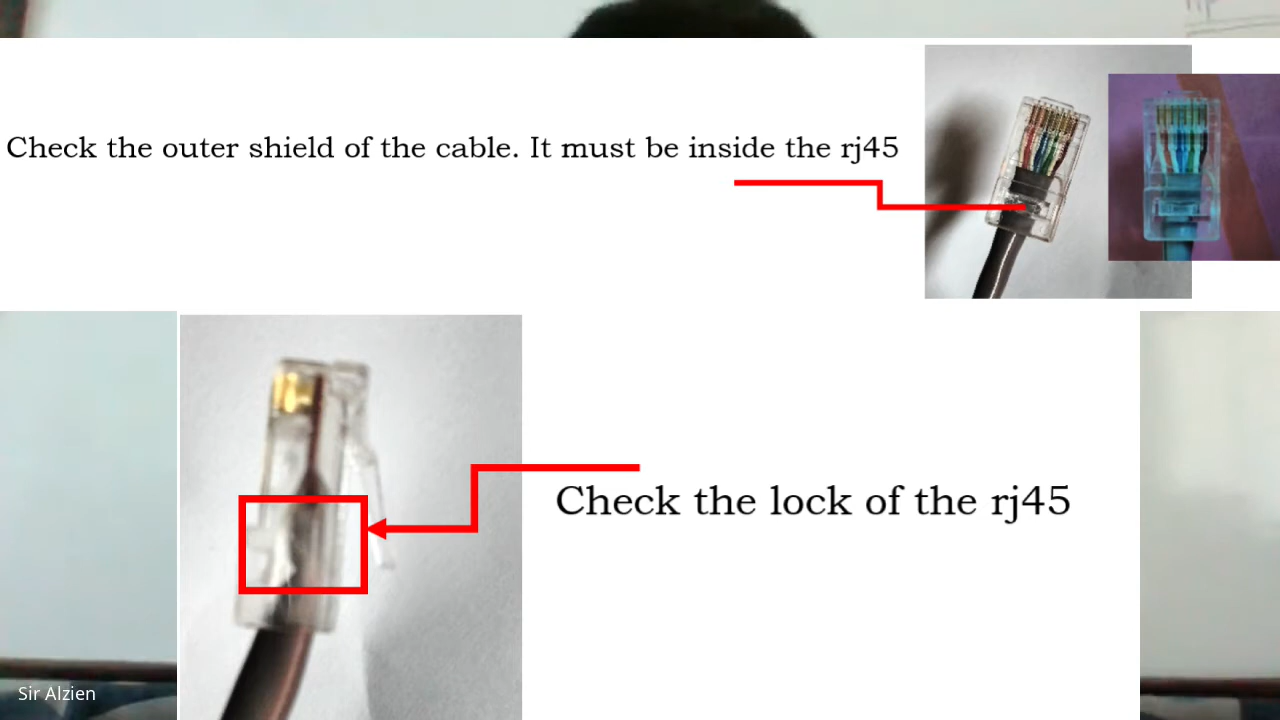 Check the outer shield of the cable. It must be inside the rj45
Check the lock of the rj45
Sir Alzien